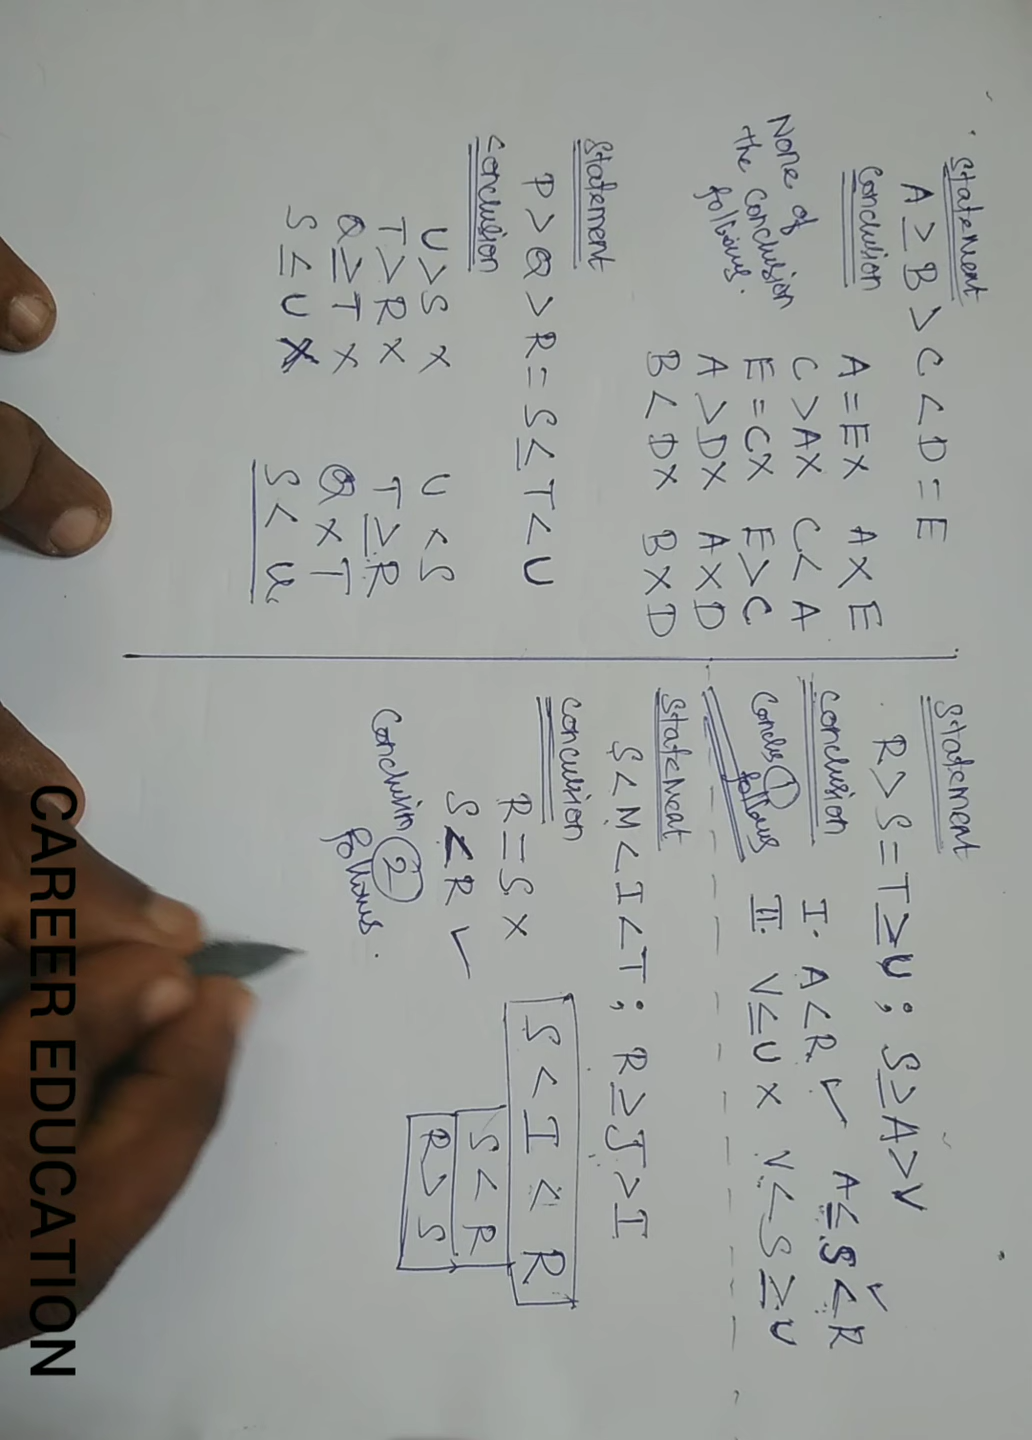 Statement
A ≥ B > C < D = E
Conclusion
A = E ×    A × E
None of
the conclusion
follows.
C > A ×    C < A
E = C ×    E > C
A > D ×    A × D
B < D ×    B × D
Statement
P > Q > R = S ≤ T < U
Conclusion
U > S ×    U < S
T > R ×    T ≥ R
Q ≥ T ×    Q × T
S ≤ U ×    S < U
Statement
R > S = T ≥ U ; S ≥ A > V
Conclusion
I. A < R ✓    A ≤ S < R ✓
Conclus ① follows
II. V ≤ U ×    V < S ≥ U
Statement
S < M < I < T ; R ≥ J > I
Conclusion
R = S ×
S < R ✓
Conclusion ②
follows.
S < I < R
S < R
R > S
CAREER EDUCATION